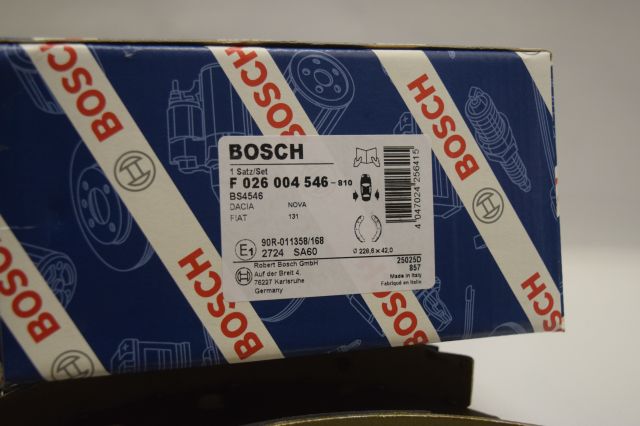 BOSCH
BOSCH
BOSCH
BOSCH
BOSCH
BOSCH
BOSCH
BOSCH
1 Satz/Set
F 026 004 546 - 810
BS4546
DACIA NOVA
FIAT 131
4 047024 256415
E1 90R-011358/168
2724 SA60
Ø 228,6 x 42,0
Robert Bosch GmbH
Auf der Breit 4,
76227 Karlsruhe
Germany
25025D
857
Made in Italy
Fabriqué en Italie